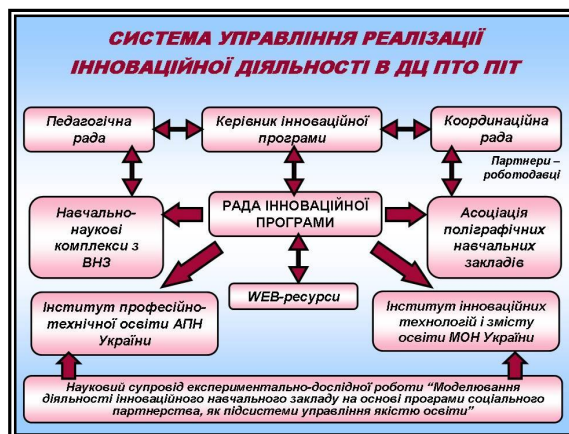 СИСТЕМА УПРАВЛІННЯ РЕАЛІЗАЦІЇ
ІННОВАЦІЙНОЇ ДІЯЛЬНОСТІ В ДЦ ПТО ПІТ
Педагогічна
рада
Керівник інноваційної
програми
Координаційна
рада
Партнери –
роботодавці
Навчально-
наукові
комплекси з
ВНЗ
РАДА ІННОВАЦІЙНОЇ
ПРОГРАМИ
Асоціація
поліграфічних
навчальних
закладів
WEB-ресурси
Інститут професійно-
технічної освіти АПН
України
Інститут інноваційних
технологій і змісту
освіти МОН України
Науковий супровід експериментально-дослідної роботи “Моделювання
діяльності інноваційного навчального закладу на основі програми соціального
партнерства, як підсистеми управління якістю освіти”